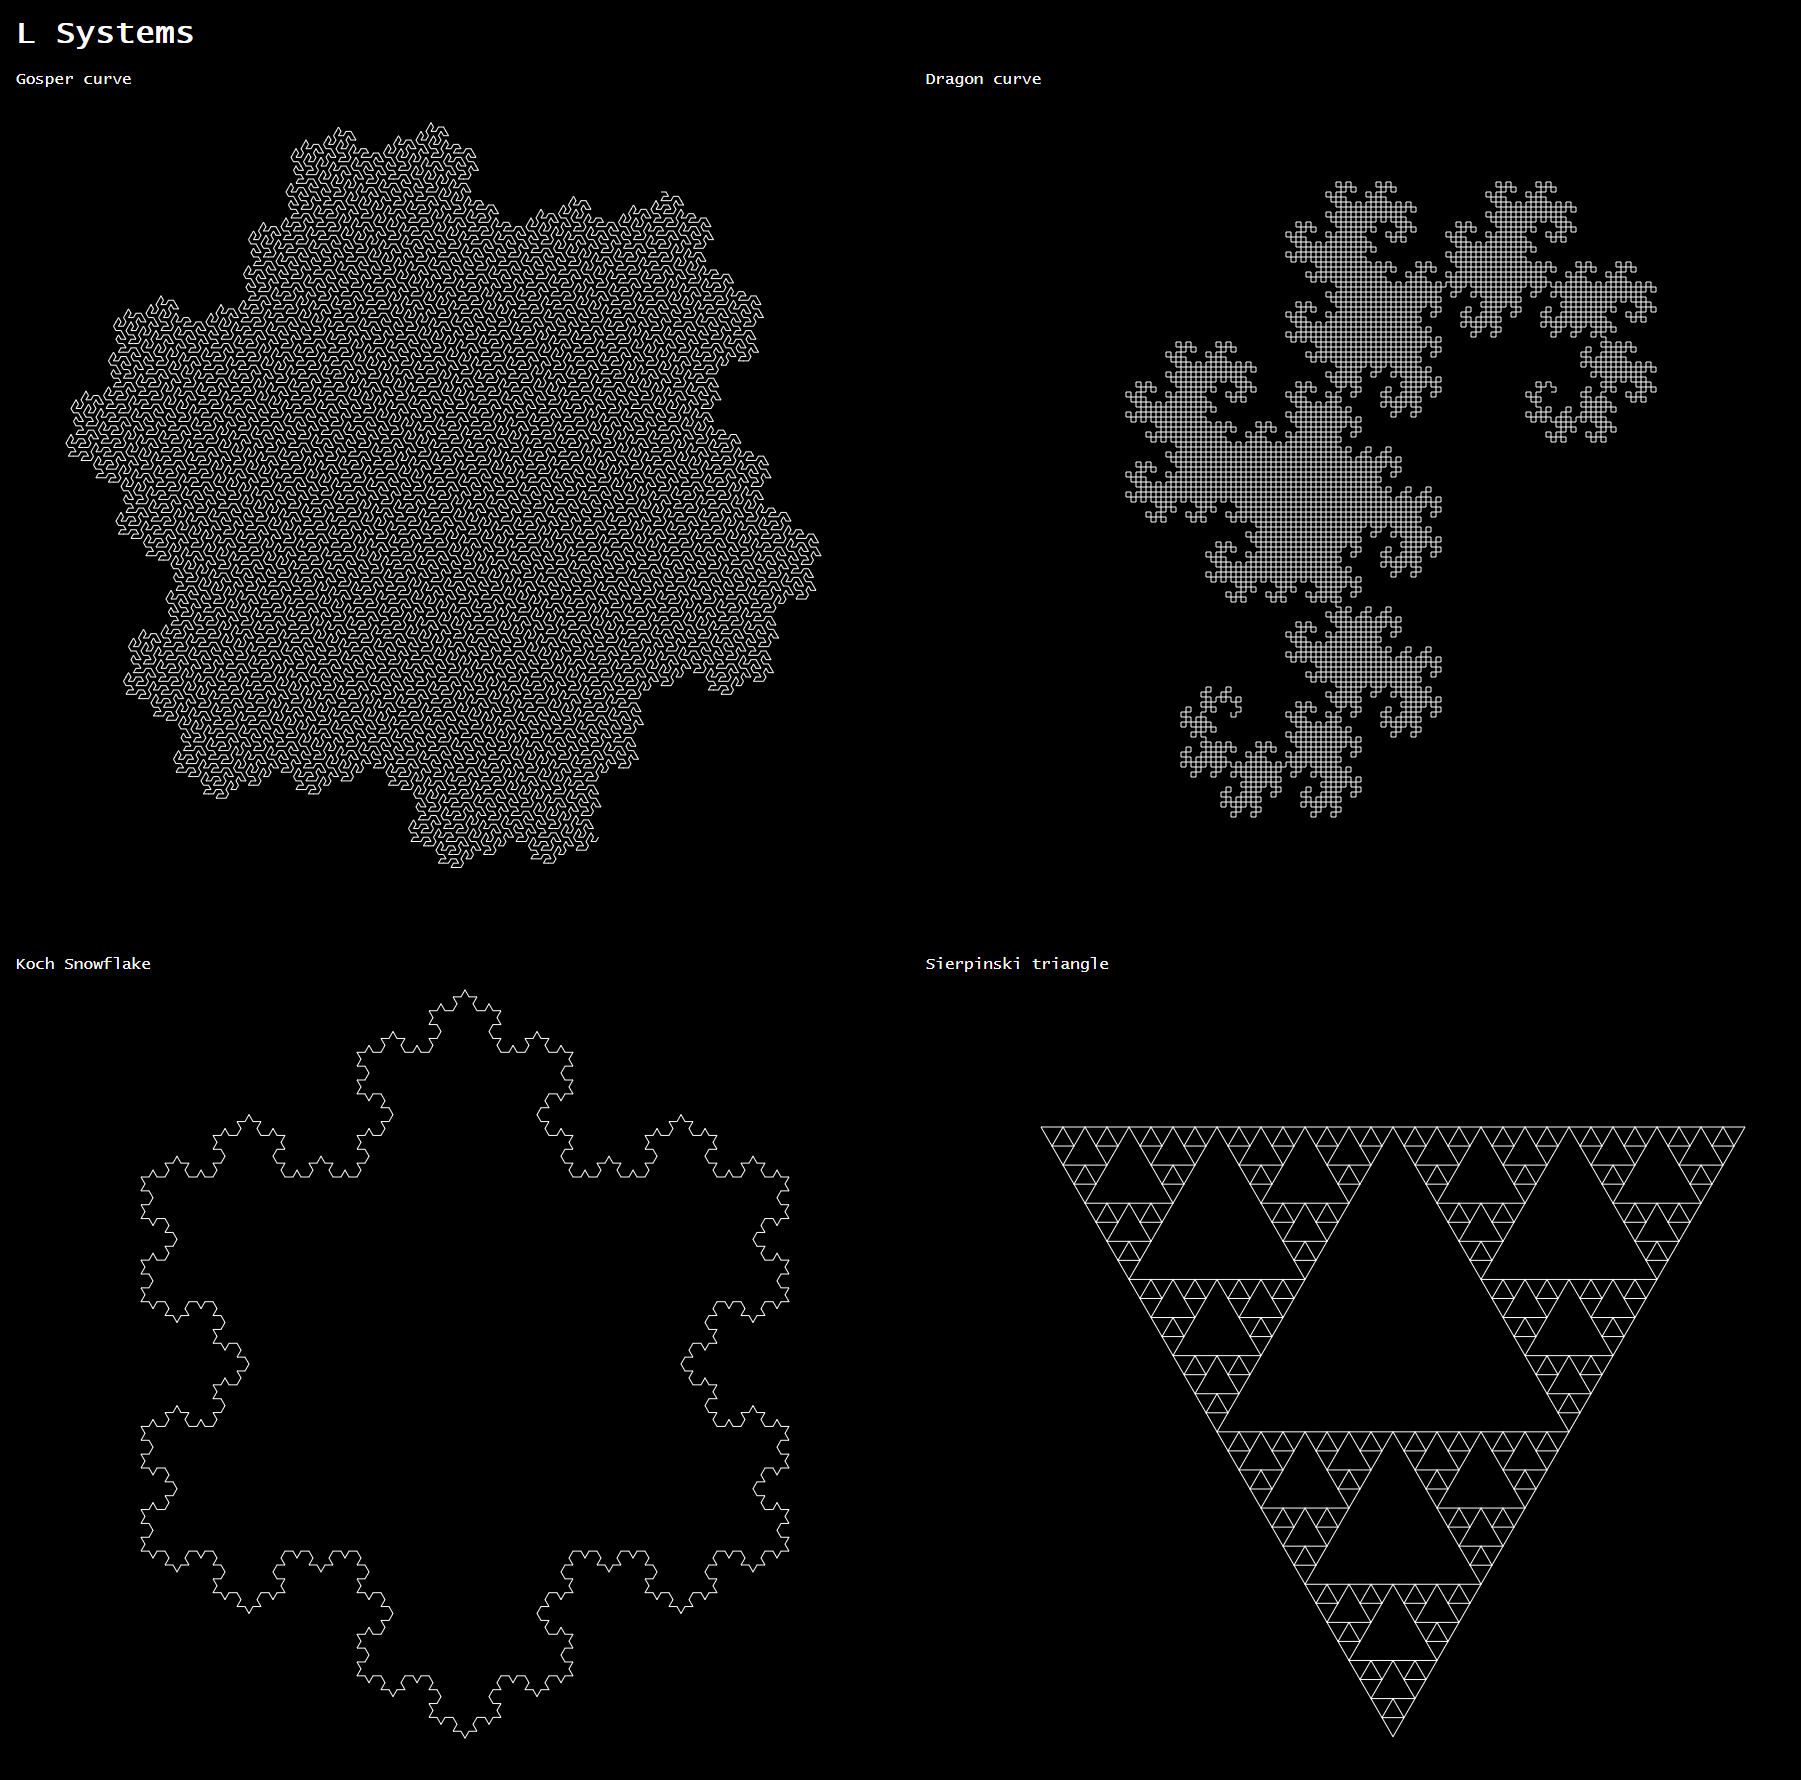 L Systems
Gosper curve
Dragon curve
Koch Snowflake
Sierpinski triangle